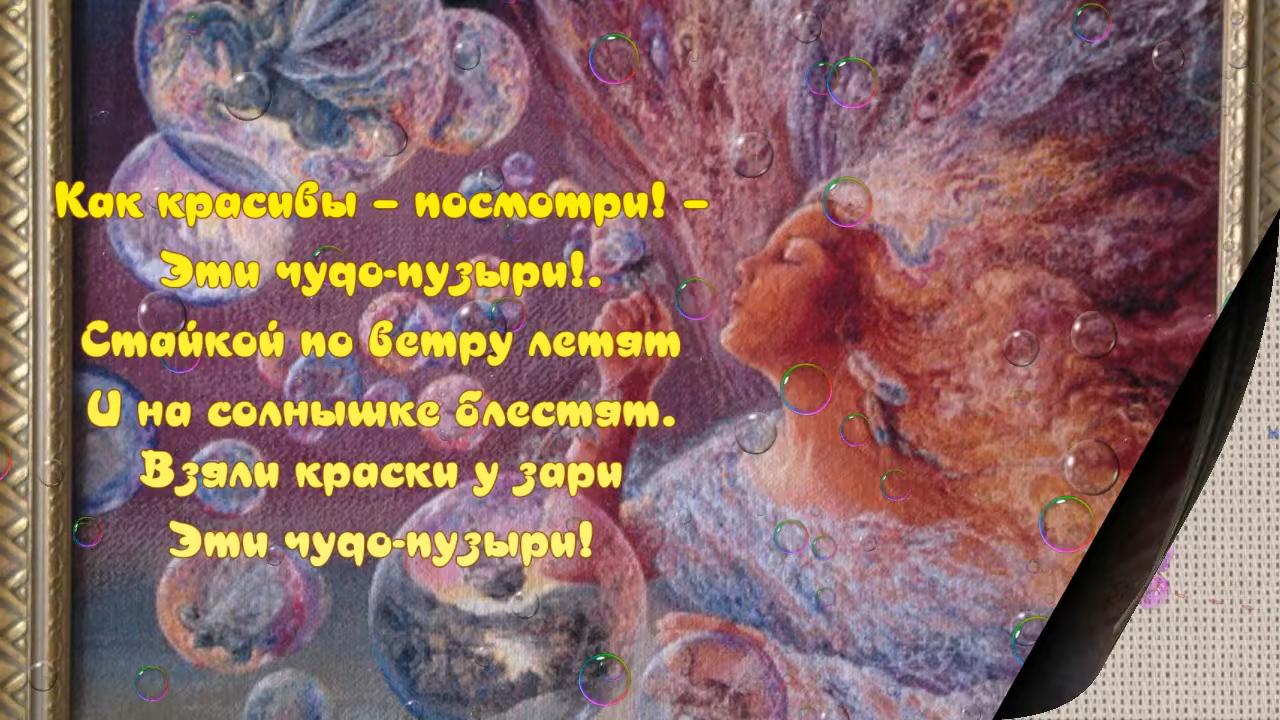 Как красивы – посмотри! –
Эти чудо-пузыри!.
Стайкой по ветру летят
И на солнышке блестят.
Взяли краски у зари
Эти чудо-пузыри!